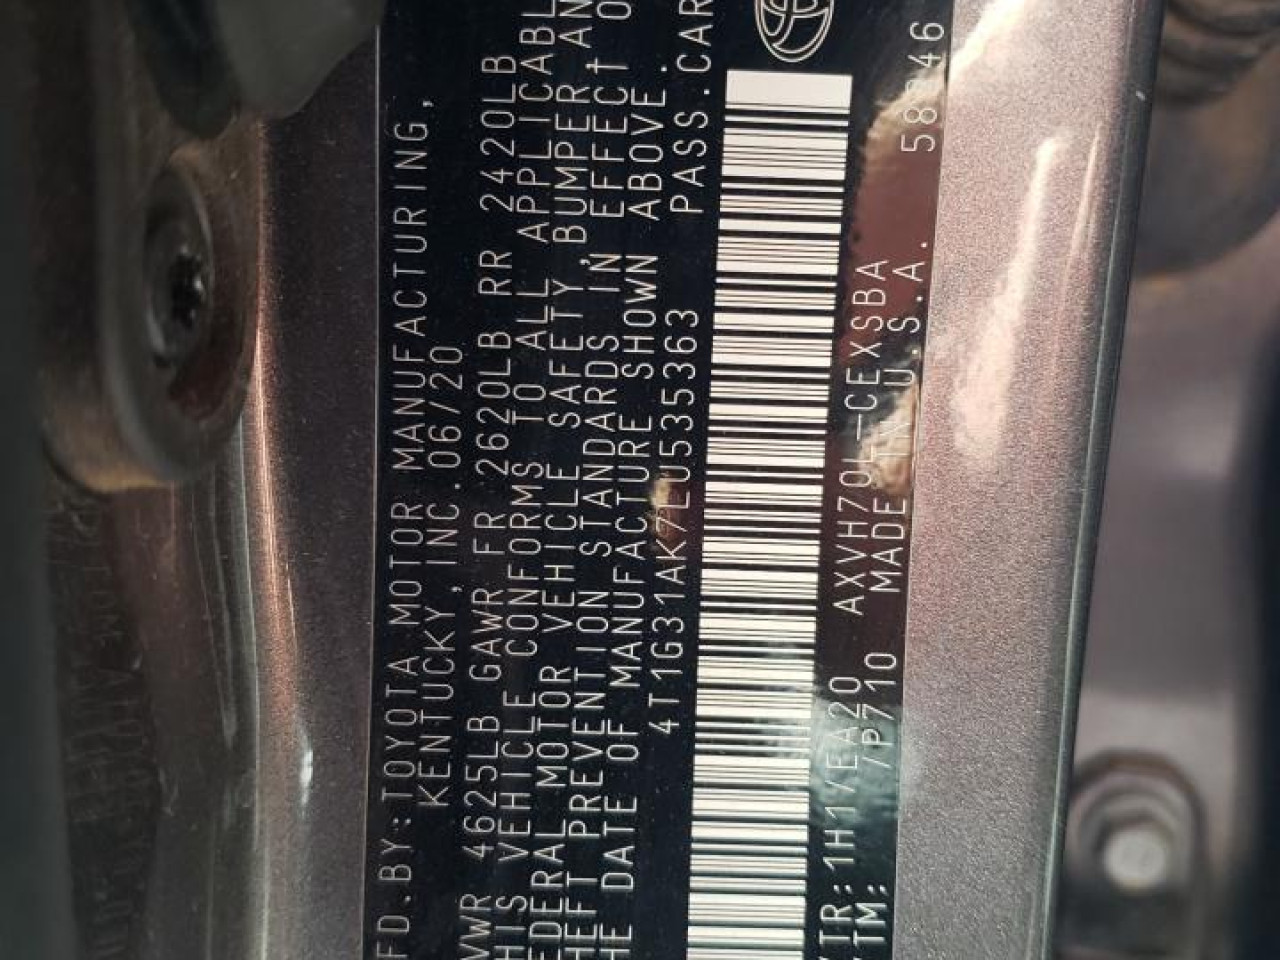 FD.BY:TOYOTA MOTOR MANUFACTURING,
KENTUCKY,INC.06/20
VWR 4625LB GAWR FR 2620LB RR 2420LB
HIS VEHICLE CONFORMS TO ALL APPLICABL
EDERAL MOTOR VEHICLE SAFETY,BUMPER AN
HEFT PREVENTION STANDARDS IN EFFECT O
HE DATE OF MANUFACTURE SHOWN ABOVE.
4T1G31AK7LU535363 PASS.CAR
/TR:1H1/EA20 AXVH70L-CEXSBA
TIM: /P710 MADE IN U.S.A.